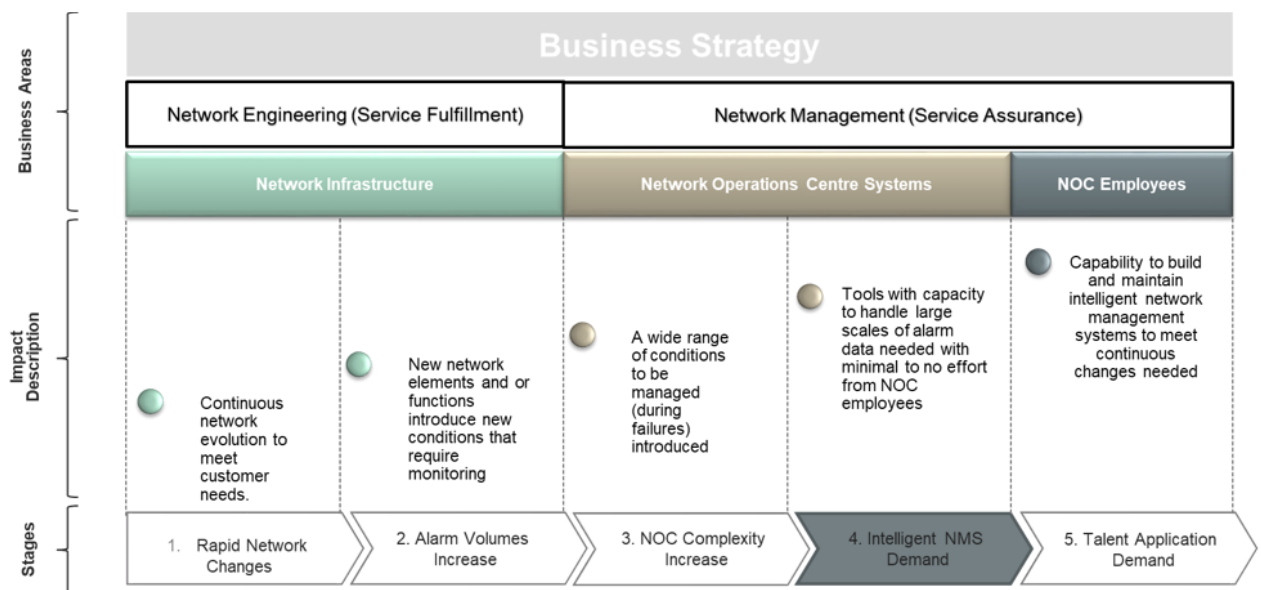 Business Strategy
Business Areas
Network Engineering (Service Fulfillment)
Network Management (Service Assurance)
Network Infrastructure
Network Operations Centre Systems
NOC Employees
Impact
Description
Continuous
network
evolution to
meet
customer
needs.
New network
elements and or
functions
introduce new
conditions that
require
monitoring
A wide range
of conditions
to be
managed
(during
failures)
introduced
Tools with capacity
to handle large
scales of alarm
data needed with
minimal to no effort
from NOC
employees
Capability to build
and maintain
intelligent network
management
systems to meet
continuous
changes needed
Stages
1. Rapid Network
Changes
2. Alarm Volumes
Increase
3. NOC Complexity
Increase
4. Intelligent NMS
Demand
5. Talent Application
Demand